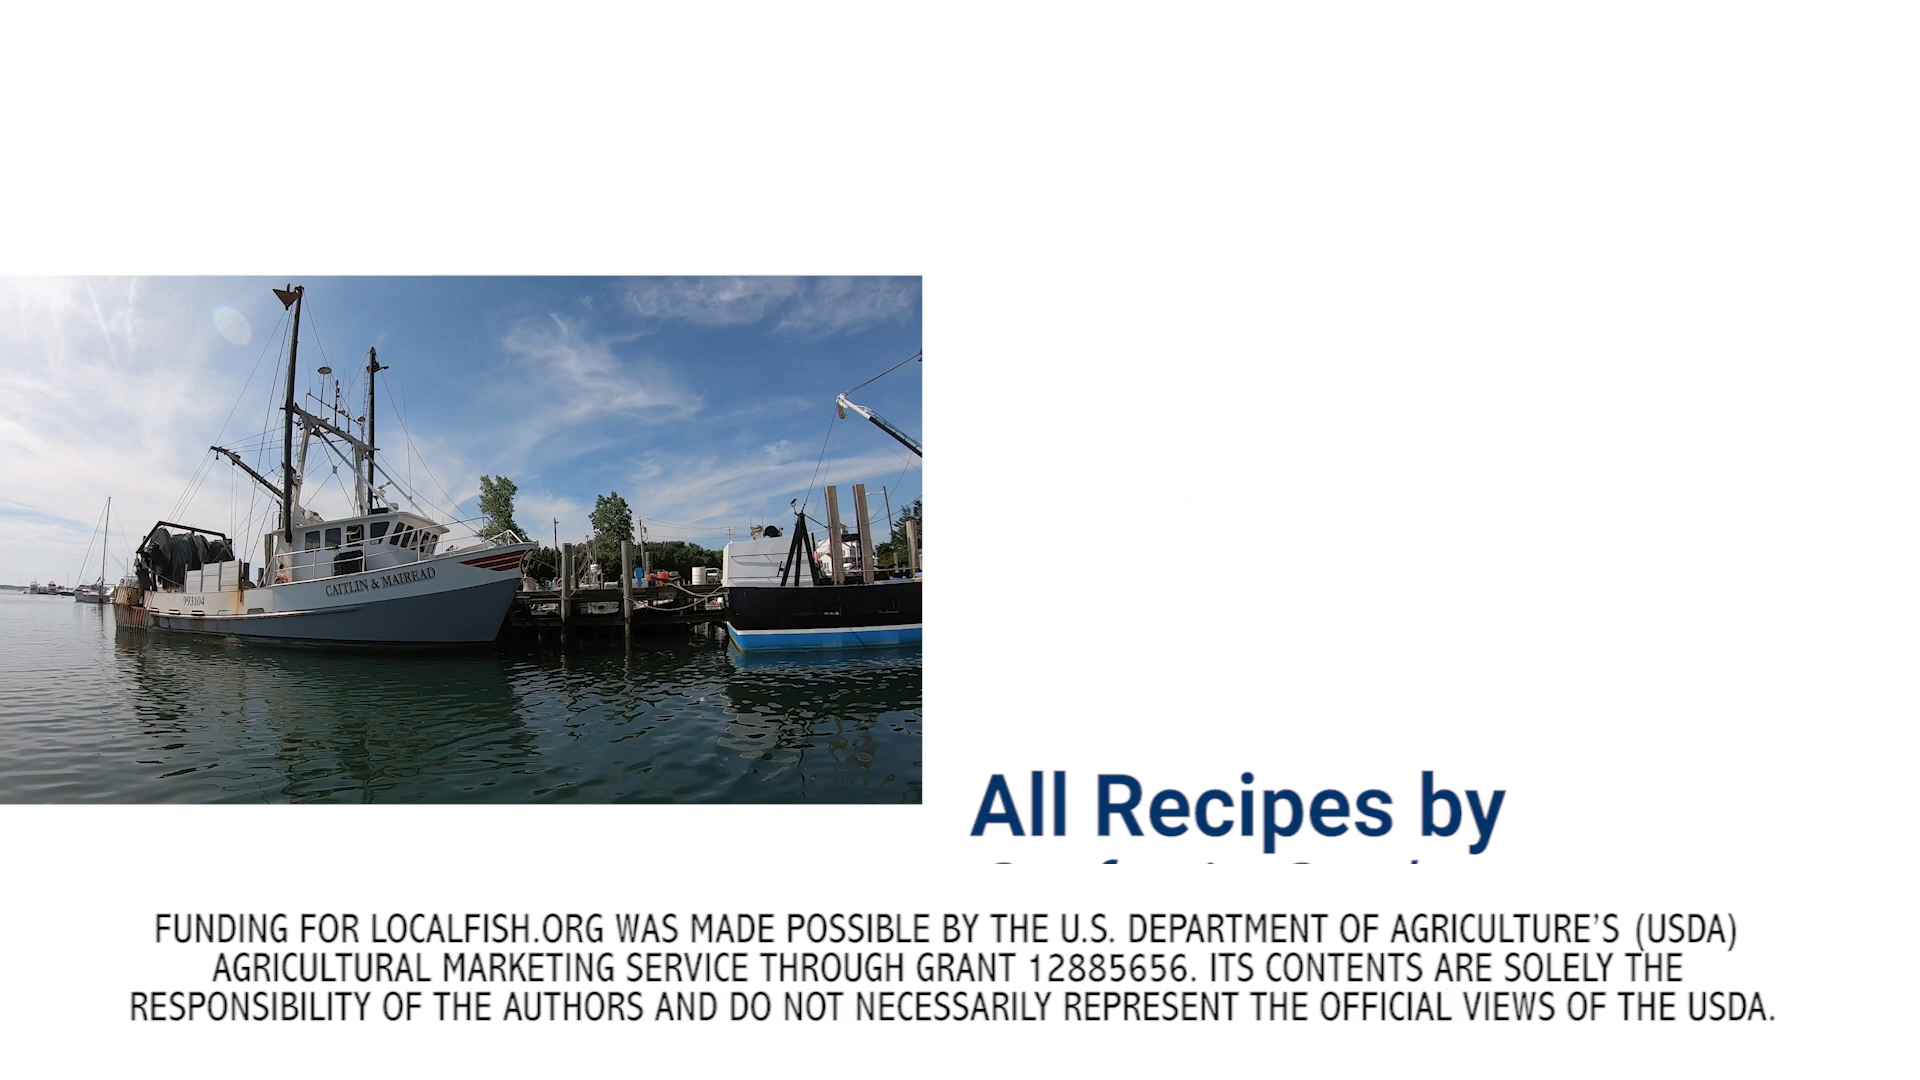 CAITLIN & MAIREAD
993104
All Recipes by
FUNDING FOR LOCALFISH.ORG WAS MADE POSSIBLE BY THE U.S. DEPARTMENT OF AGRICULTURE’S (USDA)
AGRICULTURAL MARKETING SERVICE THROUGH GRANT 12885656. ITS CONTENTS ARE SOLELY THE
RESPONSIBILITY OF THE AUTHORS AND DO NOT NECESSARILY REPRESENT THE OFFICIAL VIEWS OF THE USDA.